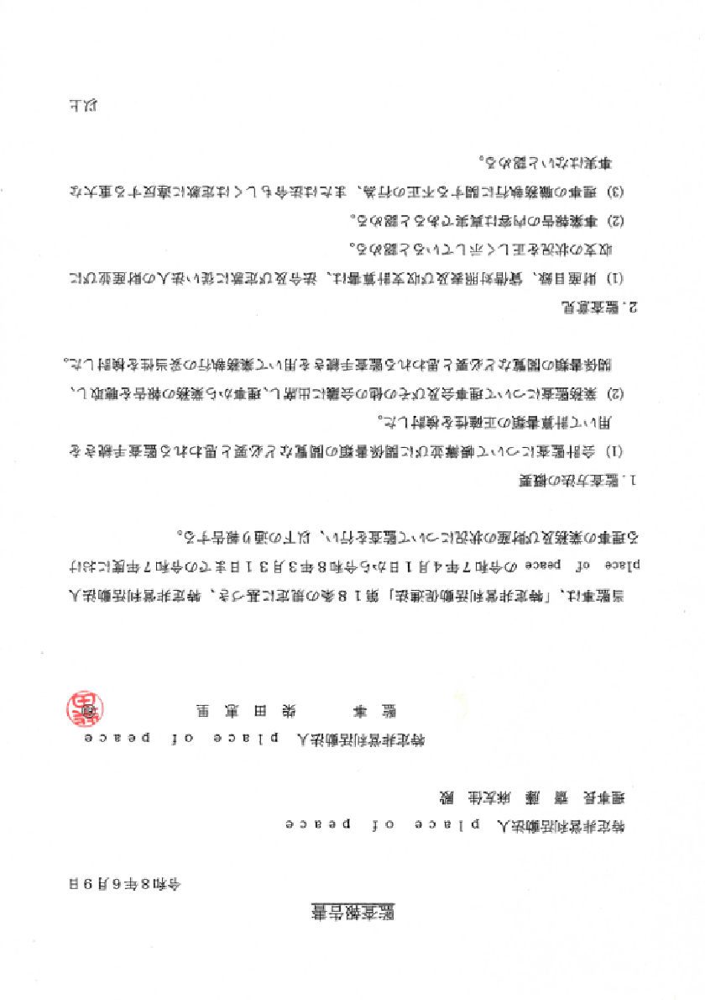 監査報告書
令和8年6月9日
特定非営利活動法人 place of peace
理事長 齋 藤 麻友佳 殿
特定非営利活動法人 place of peace
監 事 柴 田 恵 里 ㊞
当監事は、「特定非営利活動促進法」第18条の規定に基づき、特定非営利活動法人
place of peace の令和7年4月1日から令和8年3月31日までの令和7年度におけ
る理事の業務及び財産の状況について監査を行い、以下の通り報告する。
1.監査方法の概要
(1) 会計監査について帳簿並びに関係書類の閲覧など必要と思われる監査手続きを
用いて計算書類の正確性を検討した。
(2) 業務監査について理事会及びその他の会議に出席し、理事から業務の報告を聴取し、
関係書類の閲覧など必要と思われる監査手続きを用いて業務執行の妥当性を検討した。
2.監査意見
(1) 財産目録、貸借対照表及び収支計算書は、法令及び定款に従い法人の財産並びに
収支の状況を正しく示していると認める。
(2) 事業報告の内容は真実であると認める。
(3) 理事の職務執行に関する不正の行為、または法令もしくは定款に違反する重大な
事実はないと認める。
以上